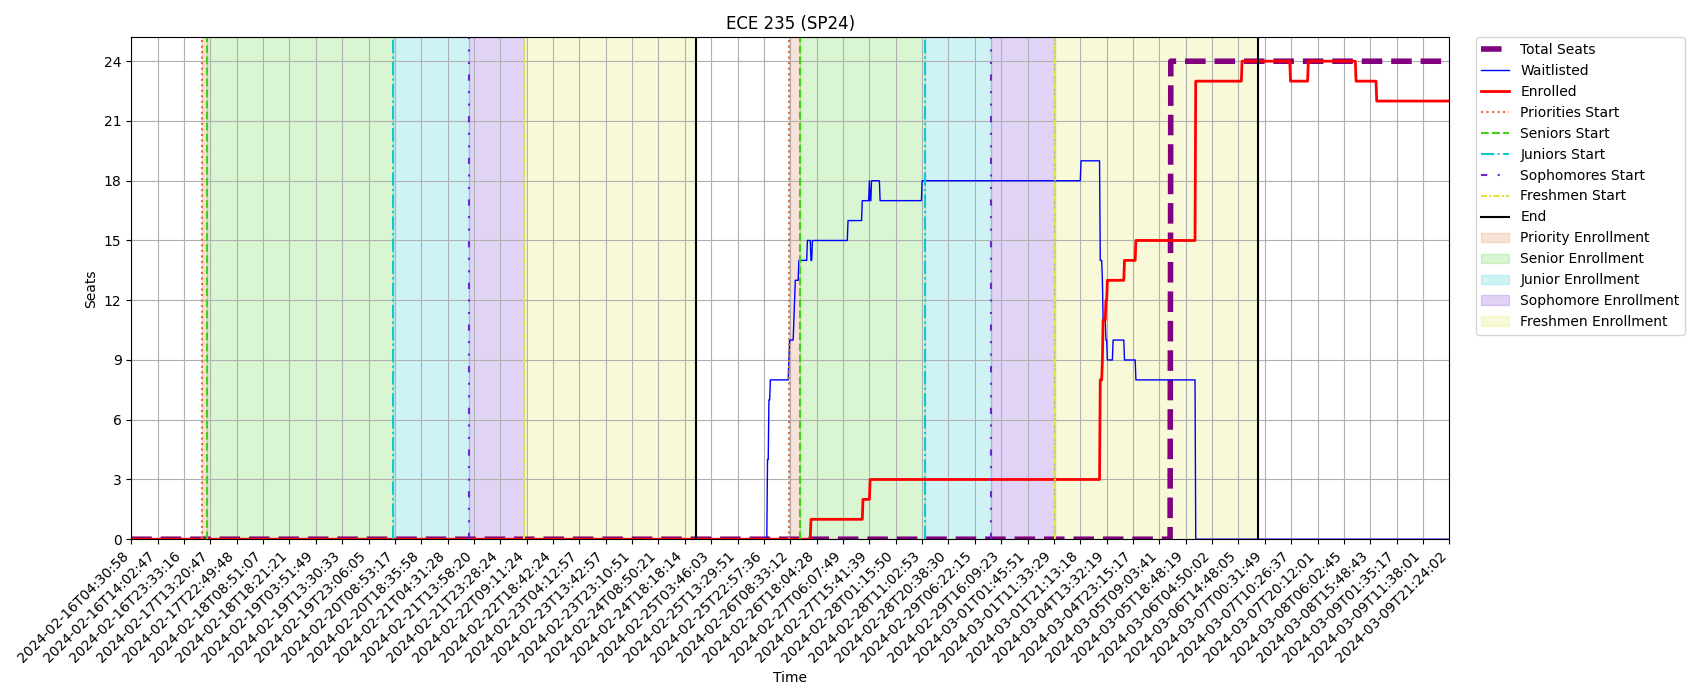 ECE 235 (SP24)
24
21
18
15
12
9
6
3
0
Seats
2024-02-16T04:30:58
2024-02-16T14:02:47
2024-02-16T23:33:16
2024-02-17T13:20:47
2024-02-17T22:49:48
2024-02-18T08:51:07
2024-02-18T18:21:21
2024-02-19T03:51:49
2024-02-19T13:30:33
2024-02-19T23:06:05
2024-02-20T08:53:17
2024-02-20T18:35:58
2024-02-21T04:31:28
2024-02-21T13:58:20
2024-02-21T23:28:24
2024-02-22T09:11:24
2024-02-22T18:42:24
2024-02-23T04:12:57
2024-02-23T13:42:57
2024-02-23T23:10:51
2024-02-24T08:50:21
2024-02-24T18:18:14
2024-02-25T03:46:03
2024-02-25T13:29:51
2024-02-25T22:57:36
2024-02-26T08:33:12
2024-02-26T18:04:28
2024-02-27T06:07:49
2024-02-27T15:41:39
2024-02-28T01:15:50
2024-02-28T11:02:53
2024-02-28T20:38:30
2024-02-29T06:22:15
2024-02-29T16:09:23
2024-03-01T01:45:51
2024-03-01T11:33:29
2024-03-01T21:13:18
2024-03-04T13:32:19
2024-03-04T23:15:17
2024-03-05T09:03:41
2024-03-05T18:48:19
2024-03-06T04:50:02
2024-03-06T14:48:05
2024-03-07T00:31:49
2024-03-07T10:26:37
2024-03-07T20:12:01
2024-03-08T06:02:45
2024-03-08T15:48:43
2024-03-09T01:35:17
2024-03-09T11:38:01
2024-03-09T21:24:02
Time
Total Seats
Waitlisted
Enrolled
Priorities Start
Seniors Start
Juniors Start
Sophomores Start
Freshmen Start
End
Priority Enrollment
Senior Enrollment
Junior Enrollment
Sophomore Enrollment
Freshmen Enrollment